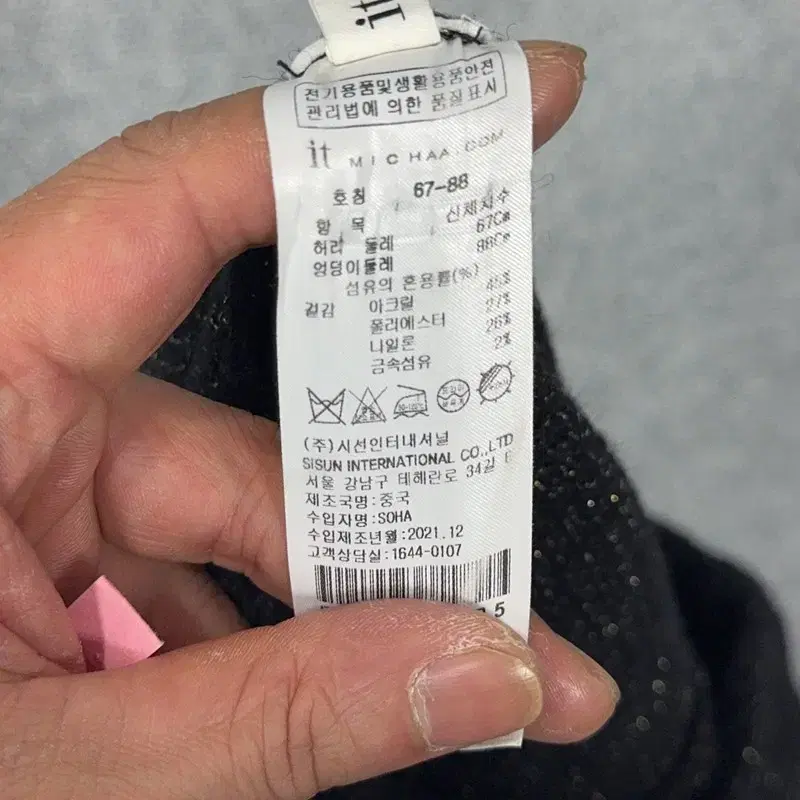 it
전기용품및생활용품안전
관리법에 의한 품질표시
it MICHAA.COM
호칭 67-88
항 목 신체치수
허리 둘레 67Cm
엉덩이둘레 88Cm
섬유의 혼용률(%)
겉감 아크릴 45%
폴리에스터 27%
나일론 26%
금속섬유 2%
(주)시선인터내셔널
SISUN INTERNATIONAL CO.,LTD
서울 강남구 테헤란로 34길
제조국명:중국
수입자명:SOHA
수입제조년월:2021.12
고객상담실:1644-0107
5